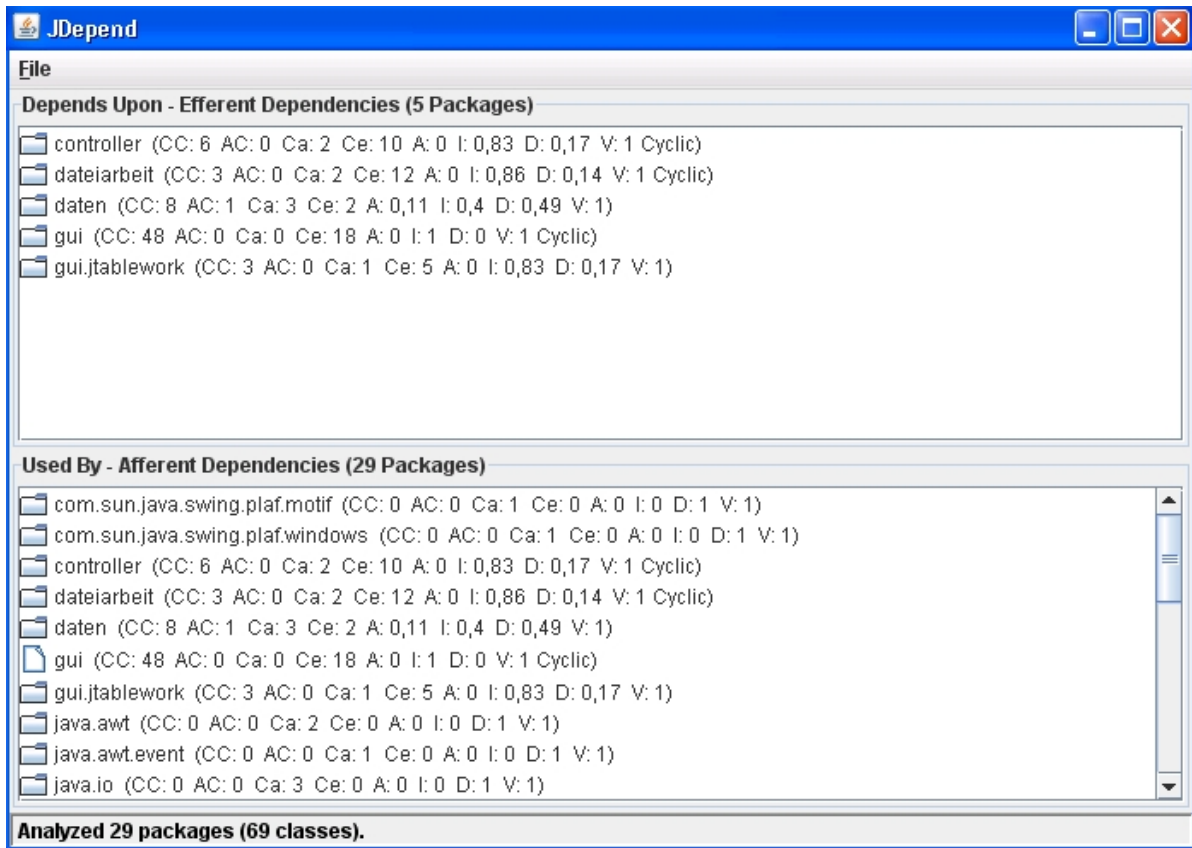 JDepend
File
Depends Upon - Efferent Dependencies (5 Packages)
controller (CC: 6 AC: 0 Ca: 2 Ce: 10 A: 0 I: 0,83 D: 0,17 V: 1 Cyclic)
dateiarbeit (CC: 3 AC: 0 Ca: 2 Ce: 12 A: 0 I: 0,86 D: 0,14 V: 1 Cyclic)
daten (CC: 8 AC: 1 Ca: 3 Ce: 2 A: 0,11 I: 0,4 D: 0,49 V: 1)
gui (CC: 48 AC: 0 Ca: 0 Ce: 18 A: 0 I: 1 D: 0 V: 1 Cyclic)
gui.jtablework (CC: 3 AC: 0 Ca: 1 Ce: 5 A: 0 I: 0,83 D: 0,17 V: 1)
Used By - Afferent Dependencies (29 Packages)
com.sun.java.swing.plaf.motif (CC: 0 AC: 0 Ca: 1 Ce: 0 A: 0 I: 0 D: 1 V: 1)
com.sun.java.swing.plaf.windows (CC: 0 AC: 0 Ca: 1 Ce: 0 A: 0 I: 0 D: 1 V: 1)
controller (CC: 6 AC: 0 Ca: 2 Ce: 10 A: 0 I: 0,83 D: 0,17 V: 1 Cyclic)
dateiarbeit (CC: 3 AC: 0 Ca: 2 Ce: 12 A: 0 I: 0,86 D: 0,14 V: 1 Cyclic)
daten (CC: 8 AC: 1 Ca: 3 Ce: 2 A: 0,11 I: 0,4 D: 0,49 V: 1)
gui (CC: 48 AC: 0 Ca: 0 Ce: 18 A: 0 I: 1 D: 0 V: 1 Cyclic)
gui.jtablework (CC: 3 AC: 0 Ca: 1 Ce: 5 A: 0 I: 0,83 D: 0,17 V: 1)
java.awt (CC: 0 AC: 0 Ca: 2 Ce: 0 A: 0 I: 0 D: 1 V: 1)
java.awt.event (CC: 0 AC: 0 Ca: 1 Ce: 0 A: 0 I: 0 D: 1 V: 1)
java.io (CC: 0 AC: 0 Ca: 3 Ce: 0 A: 0 I: 0 D: 1 V: 1)
Analyzed 29 packages (69 classes).